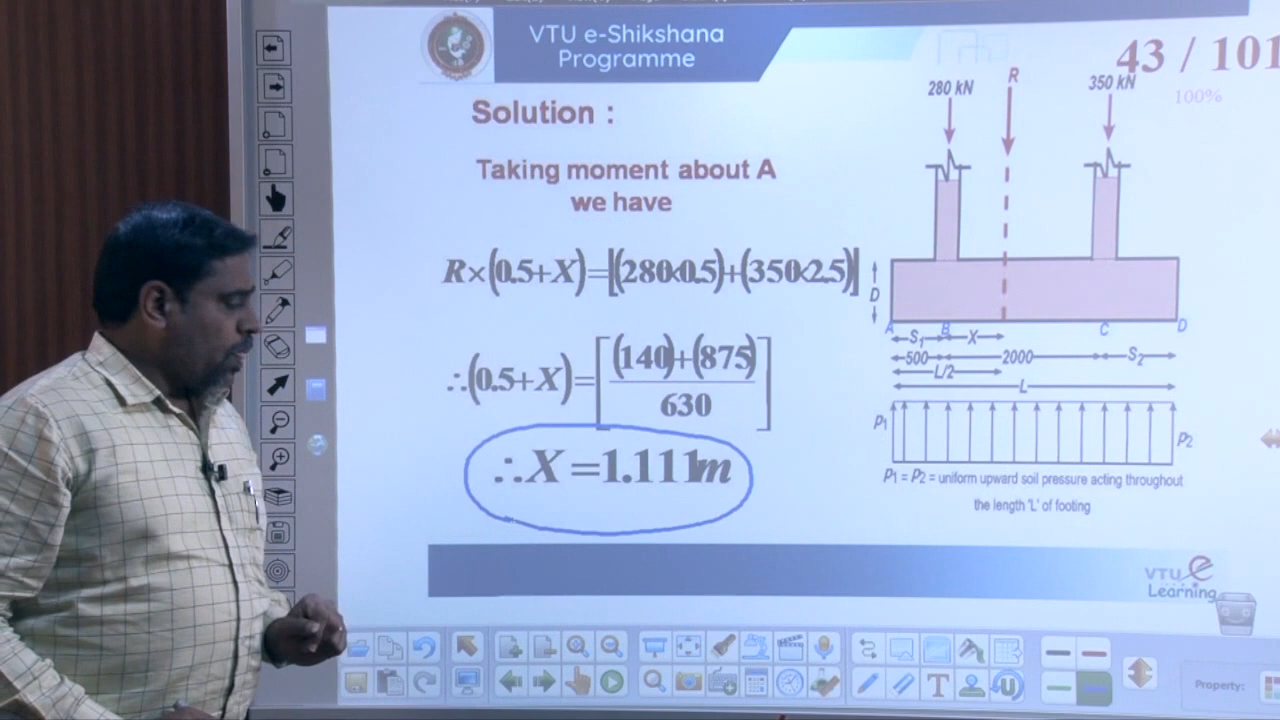 VTU e-Shikshana
Programme
43 / 101
100%
Solution :
Taking moment about A
we have
R×(0.5+X)=[(280×0.5)+(350×2.5)]
∴(0.5+X)=[(140)+(875)
630]
∴X=1.111m
280 kN
R
350 kN
D
A
B
C
D
S₁
X
500
2000
S₂
L/2
L
P₁
P₂
P₁ = P₂ = uniform upward soil pressure acting throughout
the length 'L' of footing
VTU e
Learning
Property: